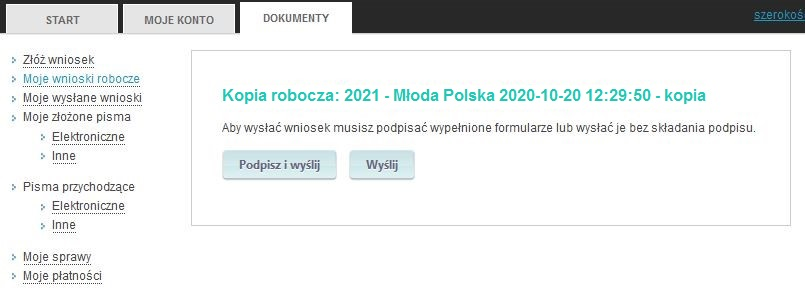 START
MOJE KONTO
DOKUMENTY
szerokoś
Złóż wniosek
Moje wnioski robocze
Moje wysłane wnioski
Moje złożone pisma
Elektroniczne
Inne
Pisma przychodzące
Elektroniczne
Inne
Moje sprawy
Moje płatności
Kopia robocza: 2021 - Młoda Polska 2020-10-20 12:29:50 - kopia
Aby wysłać wniosek musisz podpisać wypełnione formularze lub wysłać je bez składania podpisu.
Podpisz i wyślij
Wyślij